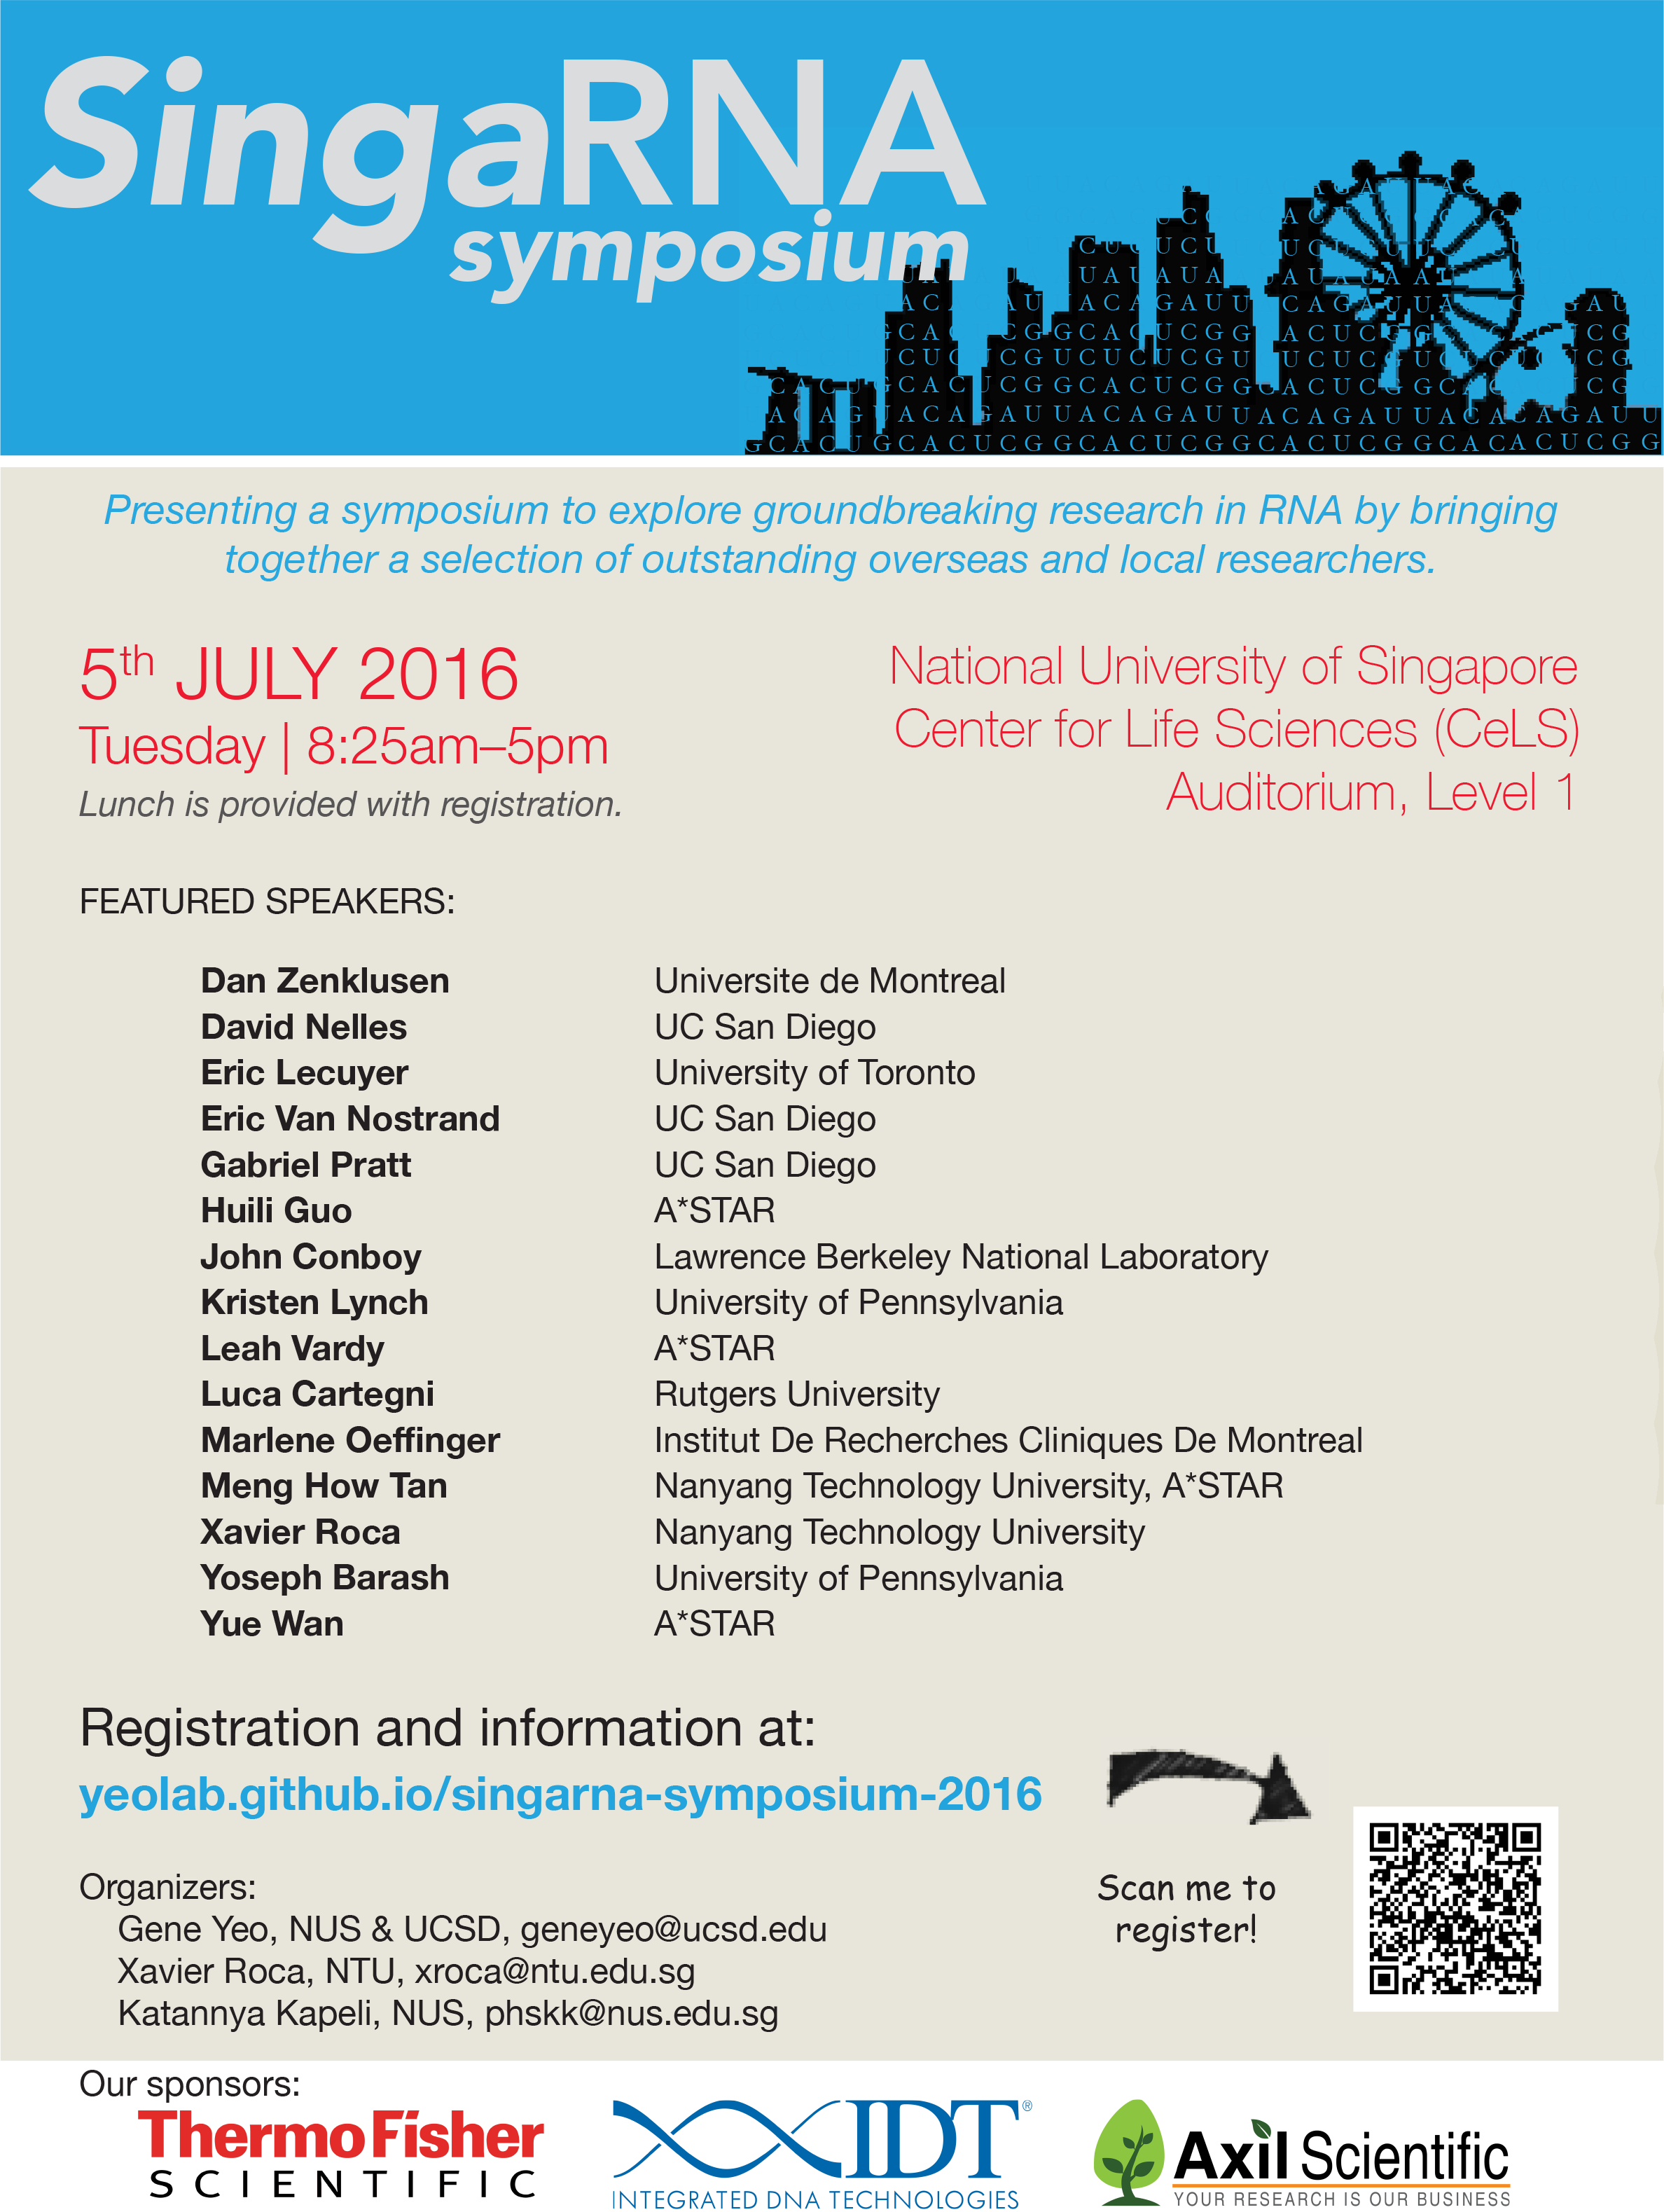 SingaRNA
symposium
Presenting a symposium to explore groundbreaking research in RNA by bringing
together a selection of outstanding overseas and local researchers.
5th JULY 2016
Tuesday | 8:25am–5pm
Lunch is provided with registration.
National University of Singapore
Center for Life Sciences (CeLS)
Auditorium, Level 1
FEATURED SPEAKERS:
Dan Zenklusen Universite de Montreal
David Nelles UC San Diego
Eric Lecuyer University of Toronto
Eric Van Nostrand UC San Diego
Gabriel Pratt UC San Diego
Huili Guo A*STAR
John Conboy Lawrence Berkeley National Laboratory
Kristen Lynch University of Pennsylvania
Leah Vardy A*STAR
Luca Cartegni Rutgers University
Marlene Oeffinger Institut De Recherches Cliniques De Montreal
Meng How Tan Nanyang Technology University, A*STAR
Xavier Roca Nanyang Technology University
Yoseph Barash University of Pennsylvania
Yue Wan A*STAR
Registration and information at:
yeolab.github.io/singarna-symposium-2016
Scan me to
register!
Organizers:
Gene Yeo, NUS & UCSD, geneyeo@ucsd.edu
Xavier Roca, NTU, xroca@ntu.edu.sg
Katannya Kapeli, NUS, phskk@nus.edu.sg
Our sponsors:
ThermoFisher
SCIENTIFIC
IDT®
INTEGRATED DNA TECHNOLOGIES
Axil Scientific
YOUR RESEARCH IS OUR BUSINESS